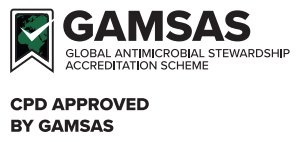 GAMSAS
GLOBAL ANTIMICROBIAL STEWARDSHIP
ACCREDITATION SCHEME
CPD APPROVED
BY GAMSAS